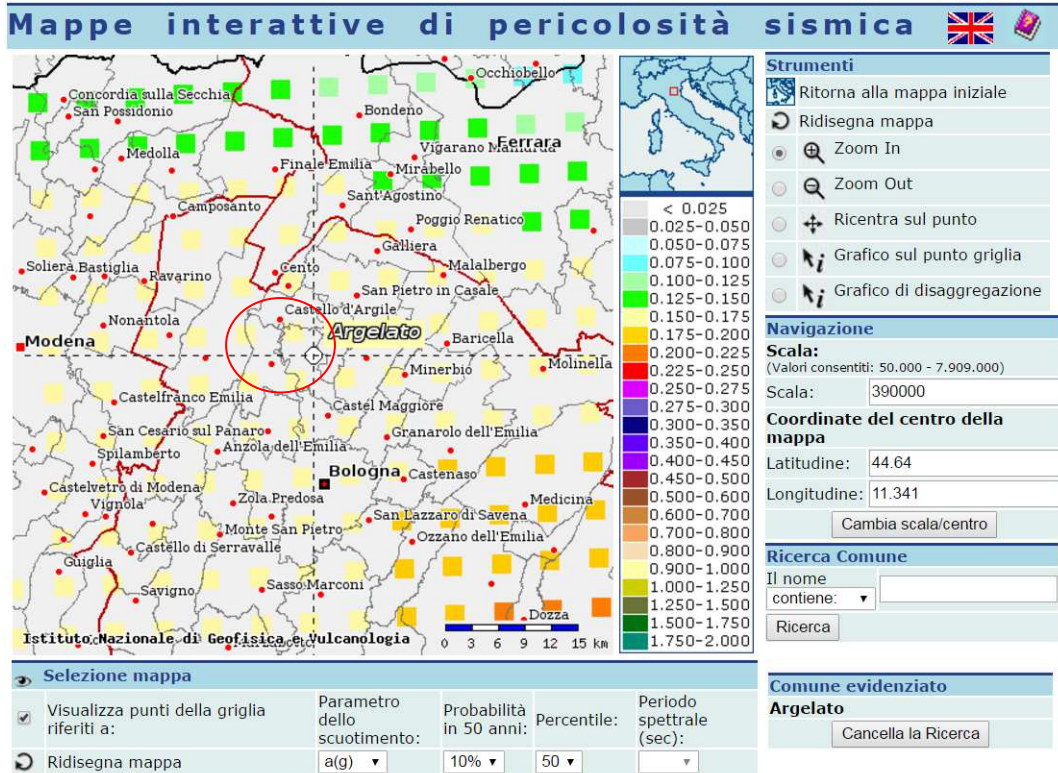 Mappe interattive di pericolosità sismica
Occhiobello
Concordia sulla Secchia
San Possidonio
Bondeno
Ferrara
Vigarano
Medolla
Finale Emilia
Mirabello
Sant'Agostino
Camposanto
Poggio Renatico
Galliera
Soliera
Bastiglia
Ravarino
Cento
Malalbergo
San Pietro in Casale
Castello d'Argile
Nonantola
Argelato
Modena
Baricella
Molinella
Minerbio
Castelfranco Emilia
Castel Maggiore
San Cesario sul Panaro
Granarolo dell'Emilia
Anzola dell'Emilia
Spilamberto
Bologna
Castenaso
Castelvetro di Modena
Zola Predosa
Medicina
Vignola
San Lazzaro di Savena
Monte San Pietro
Ozzano dell'Emilia
Castello di Serravalle
Guiglia
Savigno
Sasso Marconi
Dozza
Istituto Nazionale di Geofisica e Vulcanologia
0 3 6 9 12 15 km
< 0.025
0.025-0.050
0.050-0.075
0.075-0.100
0.100-0.125
0.125-0.150
0.150-0.175
0.175-0.200
0.200-0.225
0.225-0.250
0.250-0.275
0.275-0.300
0.300-0.350
0.350-0.400
0.400-0.450
0.450-0.500
0.500-0.600
0.600-0.700
0.700-0.800
0.800-0.900
0.900-1.000
1.000-1.250
1.250-1.500
1.500-1.750
1.750-2.000
Strumenti
Ritorna alla mappa iniziale
Ridisegna mappa
Zoom In
Zoom Out
Ricentra sul punto
Grafico sul punto griglia
Grafico di disaggregazione
Navigazione
Scala:
(Valori consentiti: 50.000 - 7.909.000)
Scala: 390000
Coordinate del centro della
mappa
Latitudine: 44.64
Longitudine: 11.341
Cambia scala/centro
Ricerca Comune
Il nome
contiene:
Ricerca
Comune evidenziato
Argelato
Cancella la Ricerca
Selezione mappa
Visualizza punti della griglia
riferiti a:
Parametro
dello
scuotimento:
Probabilità
in 50 anni:
Percentile:
Periodo
spettrale
(sec):
Ridisegna mappa
a(g) 10% 50